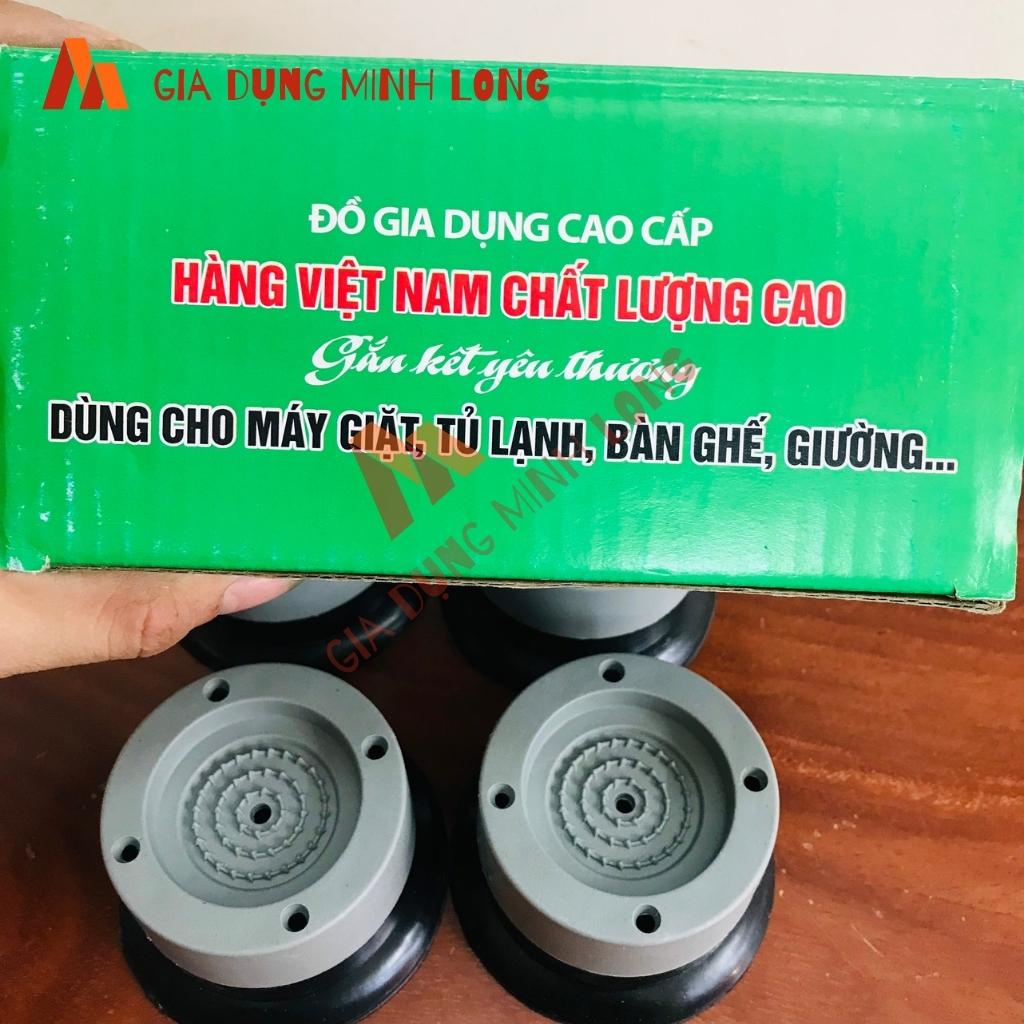 GIA DỤNG MINH LONG
ĐỒ GIA DỤNG CAO CẤP
HÀNG VIỆT NAM CHẤT LƯỢNG CAO
Gắn kết yêu thương
DÙNG CHO MÁY GIẶT, TỦ LẠNH, BÀN GHẾ, GIƯỜNG...
GIA DỤNG MINH LONG